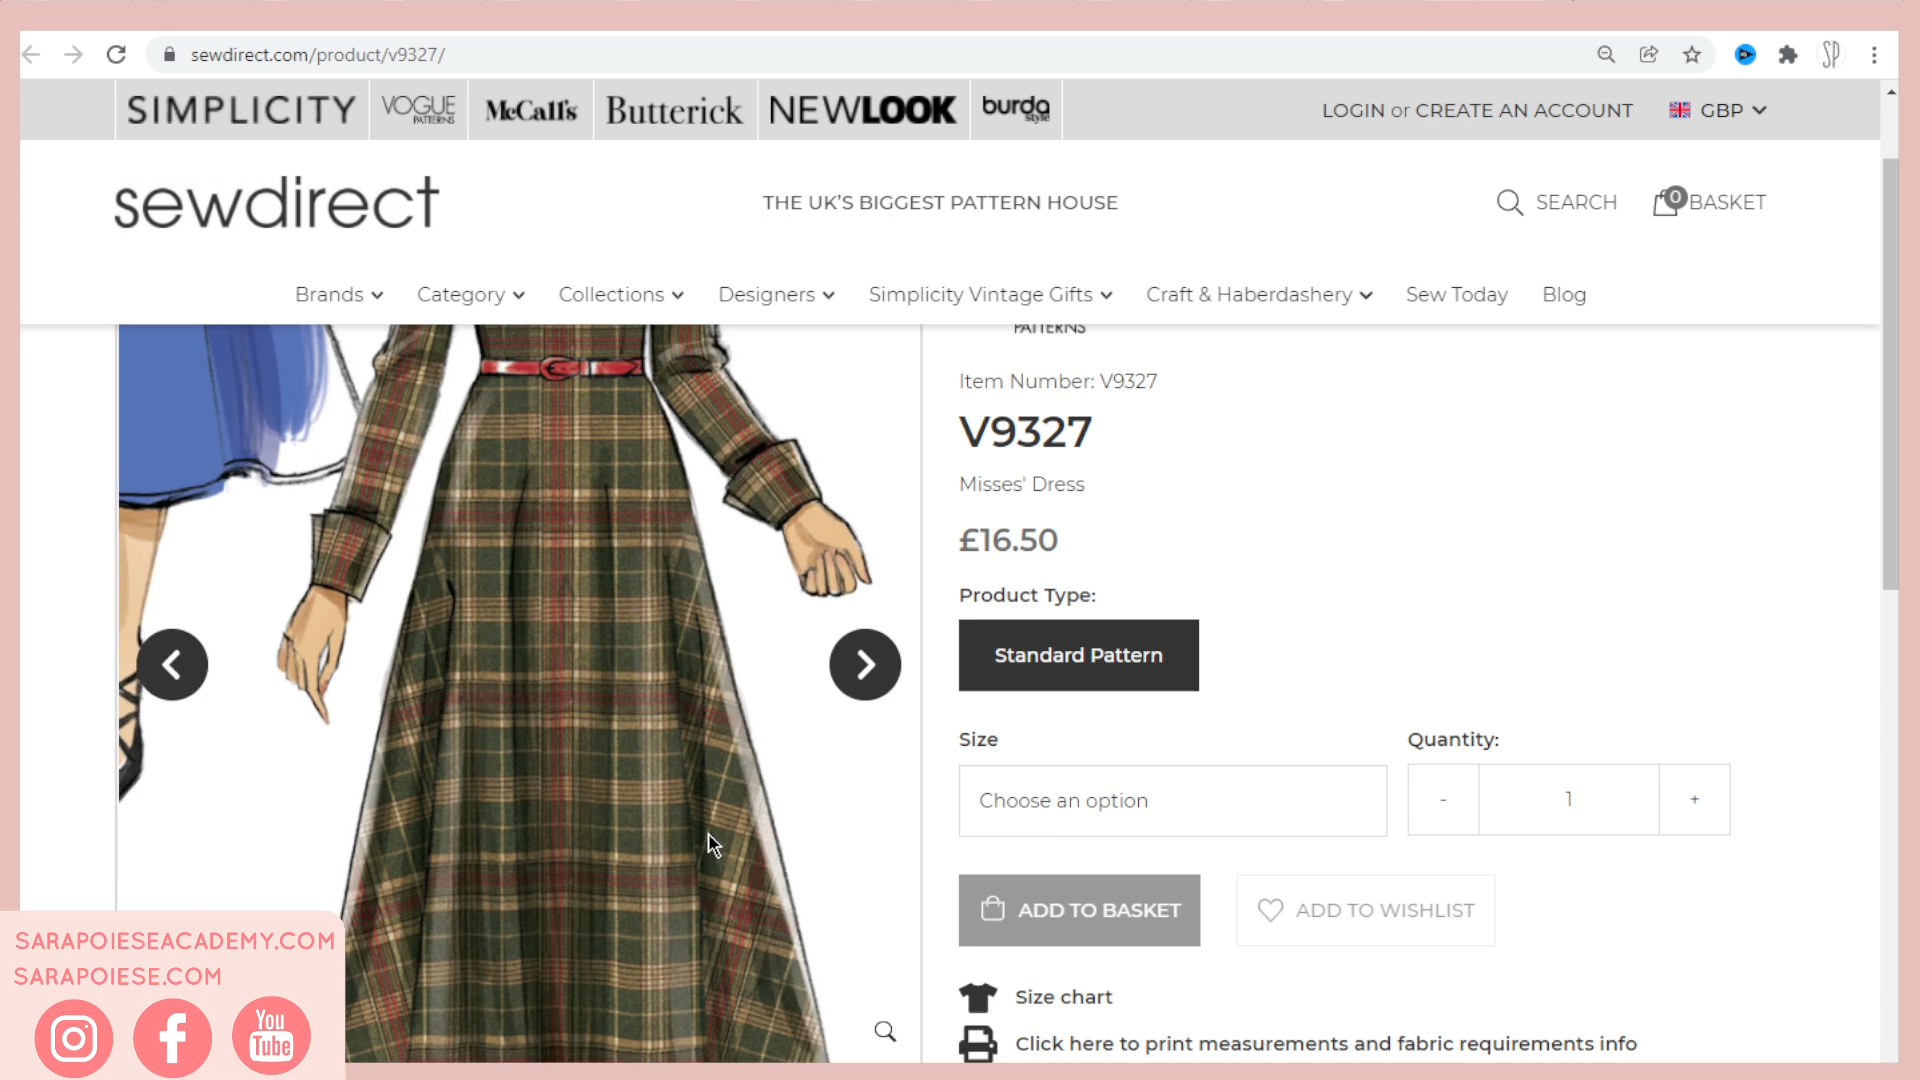 sewdirect.com/product/v9327/
SP
SIMPLICITY
VOGUE
PATTERNS
McCall's
Butterick
NEWLOOK
burda
style
LOGIN or CREATE AN ACCOUNT
GBP
sewdirect
THE UK'S BIGGEST PATTERN HOUSE
SEARCH
0
BASKET
Brands
Category
Collections
Designers
Simplicity Vintage Gifts
Craft & Haberdashery
Sew Today
Blog
PATTERNS
Item Number: V9327
V9327
Misses' Dress
£16.50
Product Type:
Standard Pattern
Size
Quantity:
Choose an option
-
1
+
ADD TO BASKET
ADD TO WISHLIST
Size chart
Click here to print measurements and fabric requirements info
SARAPOIESEACADEMY.COM
SARAPOIESE.COM
You
Tube